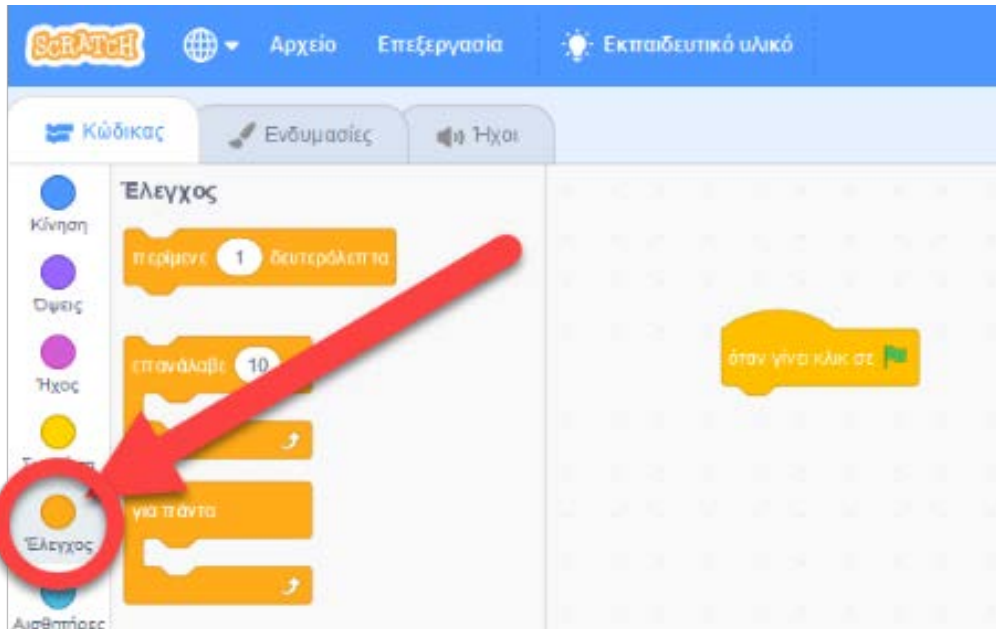 SCRATCH Αρχείο Επεξεργασία Εκπαιδευτικό υλικό
Κώδικας Ενδυμασίες Ήχοι
Κίνηση
Όψεις
Ήχος
Έλεγχος
Αισθητήρες
Έλεγχος
περίμενε 1 δευτερόλεπτα
επανάλαβε 10
για πάντα
όταν γίνει κλικ σε